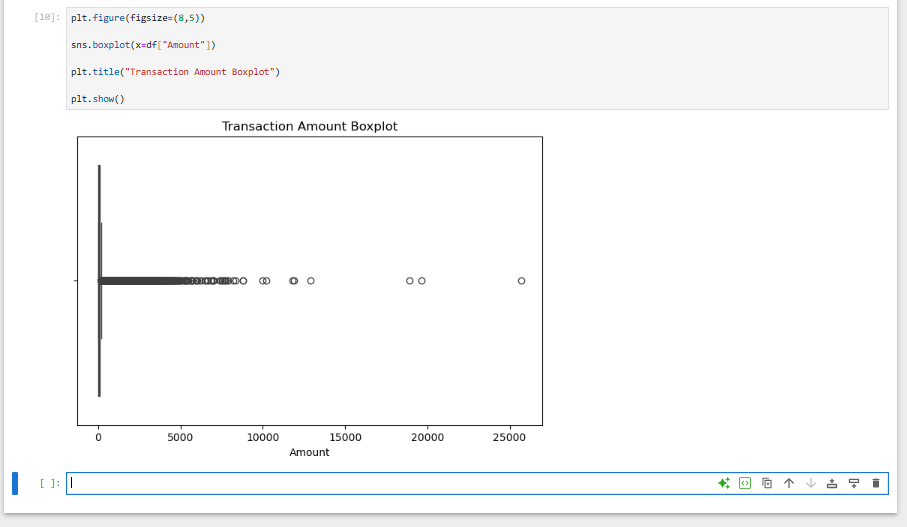 [10]: plt.figure(figsize=(8,5))
sns.boxplot(x=df["Amount"])
plt.title("Transaction Amount Boxplot")
plt.show()
Transaction Amount Boxplot
0 5000 10000 15000 20000 25000
Amount
[ ]: